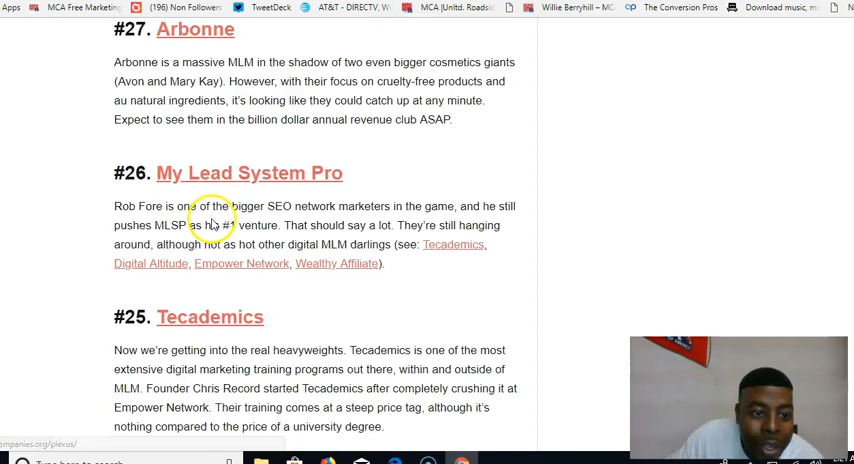 Apps MCA Free Marketing (196) Non Followers TweetDeck AT&T - DIRECTV, Wi MCA |Unltd. Roadsid Willie Berryhill – MC The Conversion Pros Download music, m
#27. Arbonne
Arbonne is a massive MLM in the shadow of two even bigger cosmetics giants
(Avon and Mary Kay). However, with their focus on cruelty-free products and
au natural ingredients, it's looking like they could catch up at any minute.
Expect to see them in the billion dollar annual revenue club ASAP.
#26. My Lead System Pro
Rob Fore is one of the bigger SEO network marketers in the game, and he still
pushes MLSP as his #1 venture. That should say a lot. They're still hanging
around, although not as hot other digital MLM darlings (see: Tecademics,
Digital Altitude, Empower Network, Wealthy Affiliate).
#25. Tecademics
Now we're getting into the real heavyweights. Tecademics is one of the most
extensive digital marketing training programs out there, within and outside of
MLM. Founder Chris Record started Tecademics after completely crushing it at
Empower Network. Their training comes at a steep price tag, although it's
nothing compared to the price of a university degree.
ompanies.org/plexus/
OF AMERICA